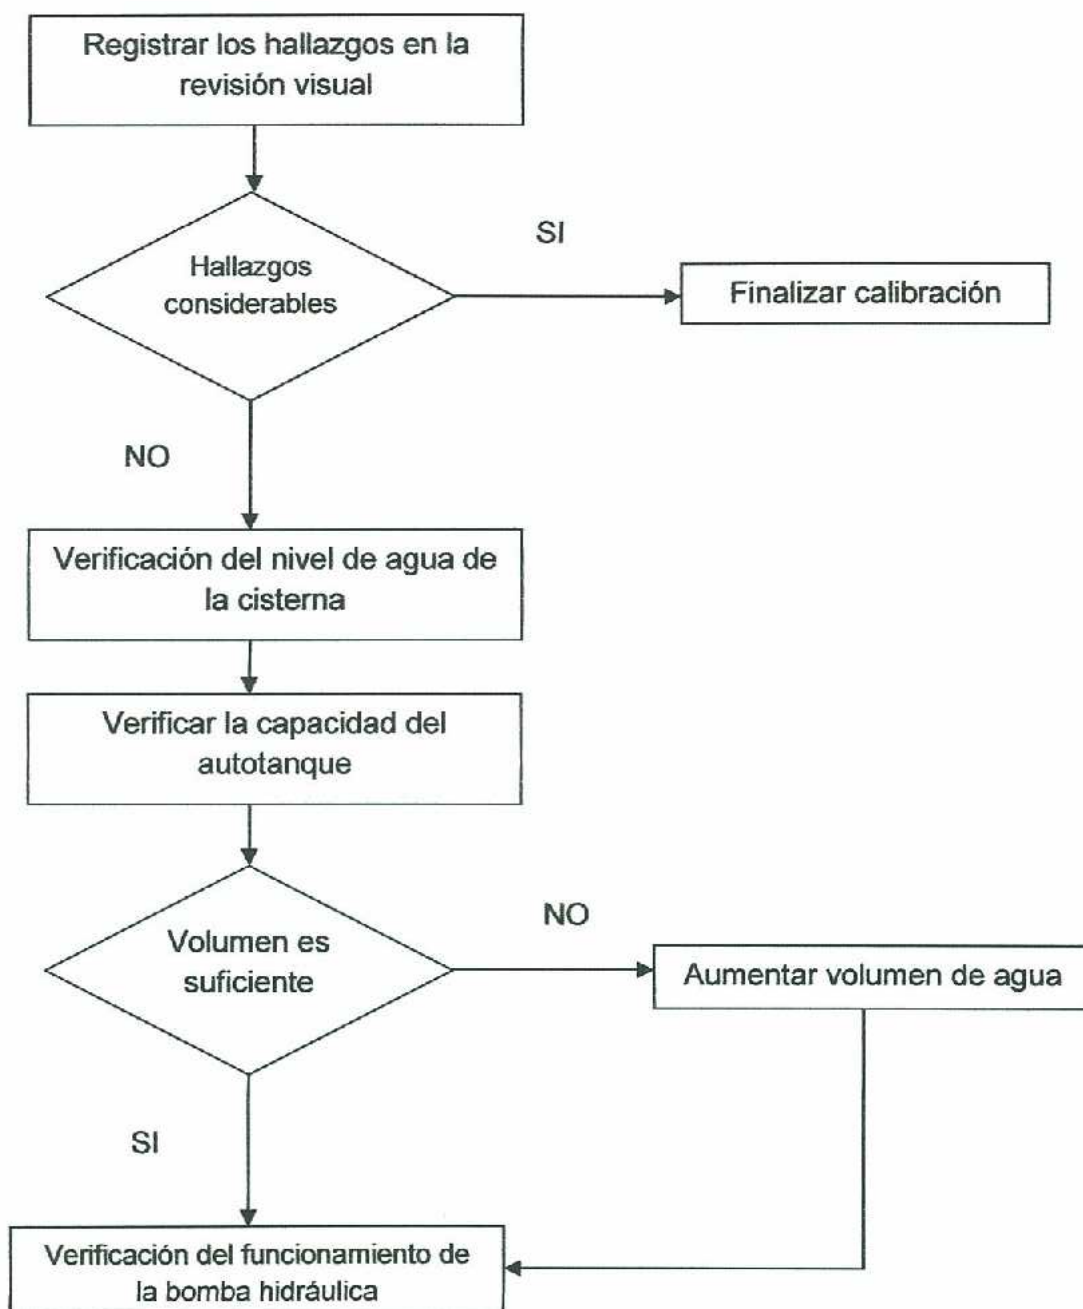 Registrar los hallazgos en la
revisión visual
SI
Hallazgos
considerables
Finalizar calibración
NO
Verificación del nivel de agua de
la cisterna
Verificar la capacidad del
autotanque
NO
Volumen es
suficiente
Aumentar volumen de agua
SI
Verificación del funcionamiento de
la bomba hidráulica